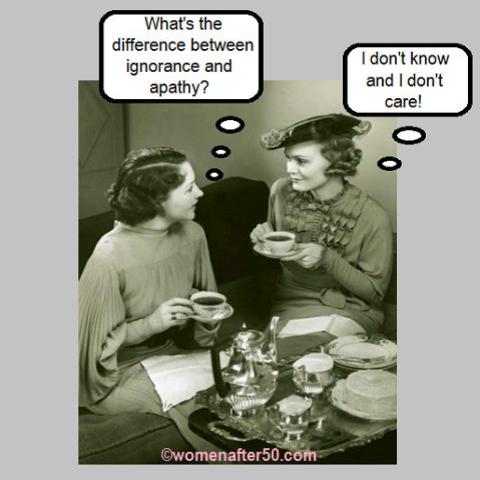 What's the
difference between
ignorance and
apathy?
I don't know
and I don't
care!
©womenafter50.com